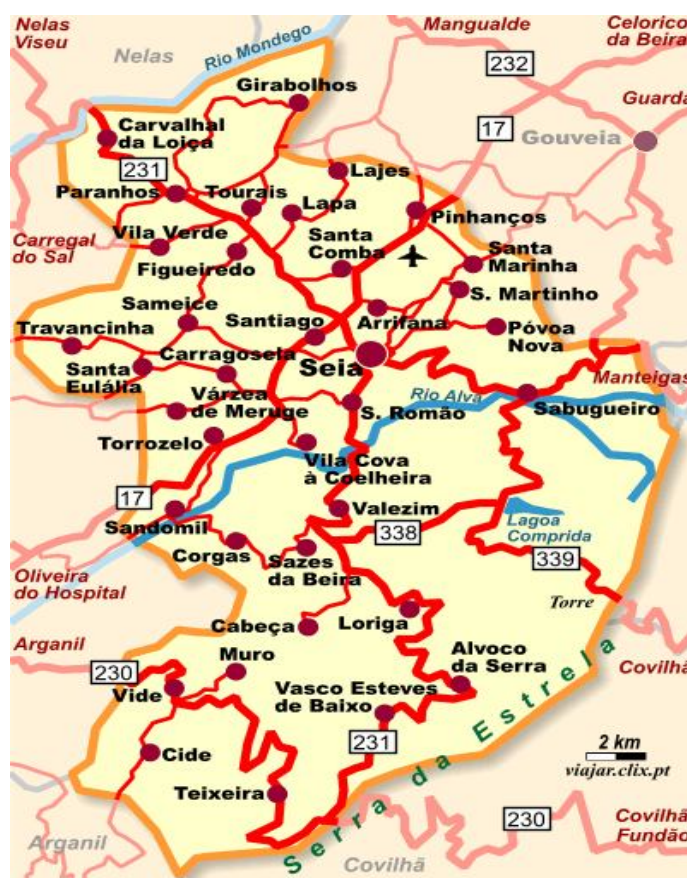 Nelas
Viseu
Rio Mondego
Nelas
Mangualde
Celorico
da Beira
232
Guarda
Girabolhos
17
Gouveia
Carvalhal
da Loiça
231
Lajes
Paranhos
Tourais
Lapa
Pinhanços
Carregal
do Sal
Vila Verde
Figueiredo
Santa
Comba
Santa
Marinha
S. Martinho
Sameice
Santiago
Arrifana
Póvoa
Nova
Travancinha
Carragosela
Seia
Santa
Eulália
Manteigas
Várzea
de Meruge
Rio Alva
Sabugueiro
S. Romão
Torrozelo
Vila Cova
à Coelheira
17
Valezim
Sandomil
338
Lagoa
Comprida
Corgas
Sazes
da Beira
339
Oliveira
do Hospital
Torre
Cabeça
Loriga
Arganil
Muro
Alvoco
da Serra
Covilhã
230
Vide
Vasco Esteves
de Baixo
231
Cide
2 km
viajar.clix.pt
Teixeira
Serra da Estrela
230
Covilhã
Fundão
Arganil
Covilhã